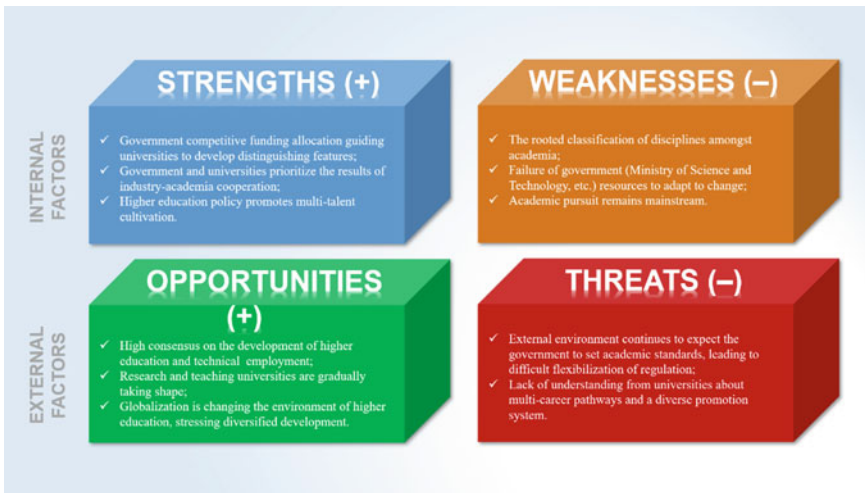 STRENGTHS (+)
Government competitive funding allocation guiding
universities to develop distinguishing features;
Government and universities prioritize the results of
industry-academia cooperation;
Higher education policy promotes multi-talent
cultivation.
WEAKNESSES (–)
The rooted classification of disciplines amongst
academia;
Failure of government (Ministry of Science and
Technology, etc.) resources to adapt to change;
Academic pursuit remains mainstream.
INTERNAL
FACTORS
OPPORTUNITIES
(+)
High consensus on the development of higher
education and technical employment;
Research and teaching universities are gradually
taking shape;
Globalization is changing the environment of higher
education, stressing diversified development.
THREATS (–)
External environment continues to expect the
government to set academic standards, leading to
difficult flexibilization of regulation;
Lack of understanding from universities about
multi-career pathways and a diverse promotion
system.
EXTERNAL
FACTORS